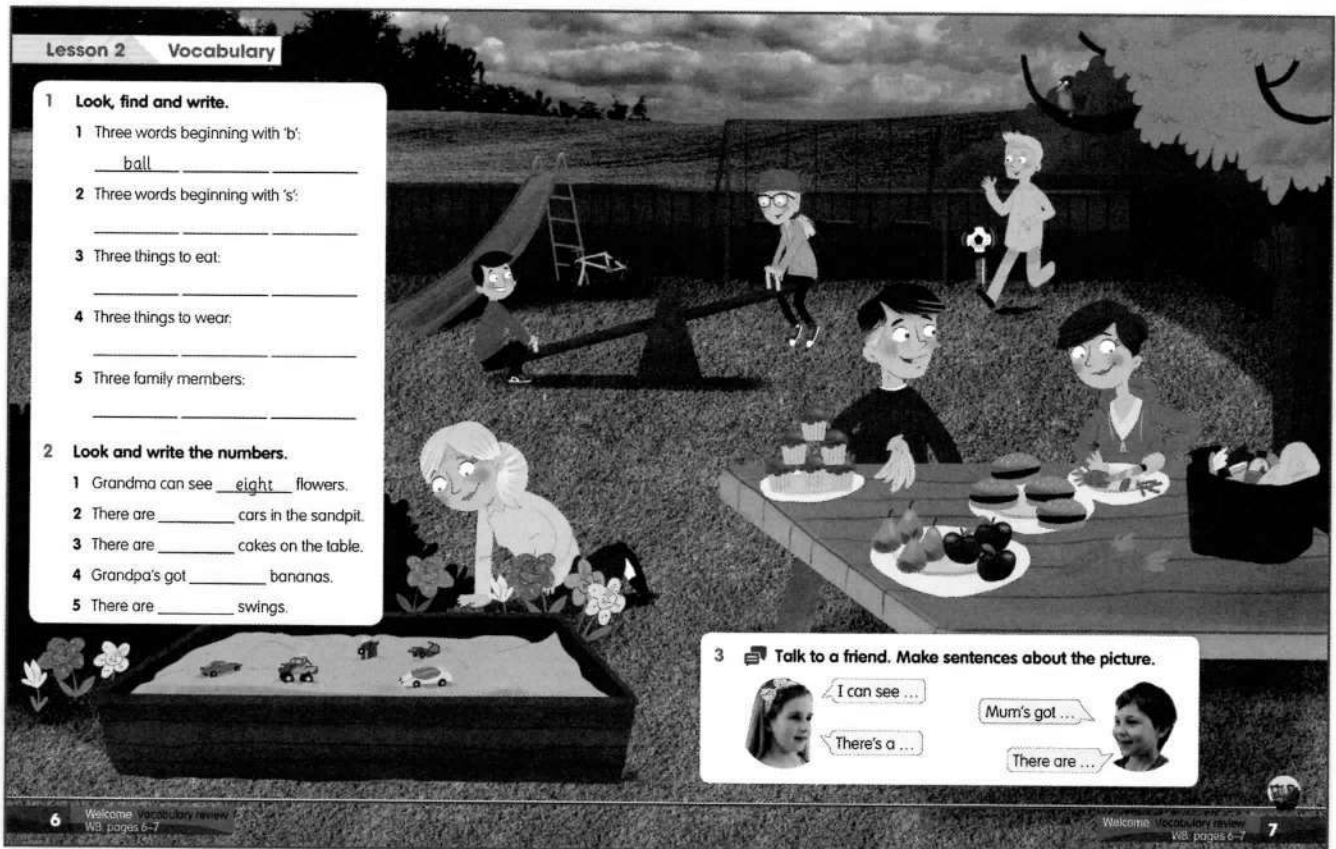 Lesson 2 Vocabulary
1 Look, find and write.
1 Three words beginning with ‘b’:
ball
2 Three words beginning with ‘s’:
3 Three things to eat:
4 Three things to wear:
5 Three family members:
2 Look and write the numbers.
1 Grandma can see eight flowers.
2 There are ________ cars in the sandpit.
3 There are ________ cakes on the table.
4 Grandpa's got ________ bananas.
5 There are ________ swings.
3 Talk to a friend. Make sentences about the picture.
I can see ...
There's a ...
Mum's got ...
There are ...
6 Welcome Vocabulary review
WB: pages 6–7
Welcome Vocabulary review 7
WB: pages 6–7